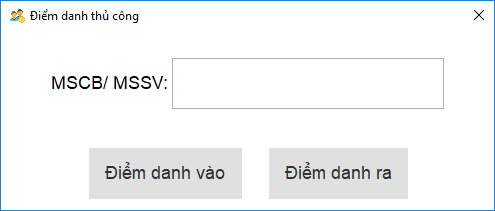 Điểm danh thủ công
MSCB/ MSSV:
Điểm danh vào Điểm danh ra